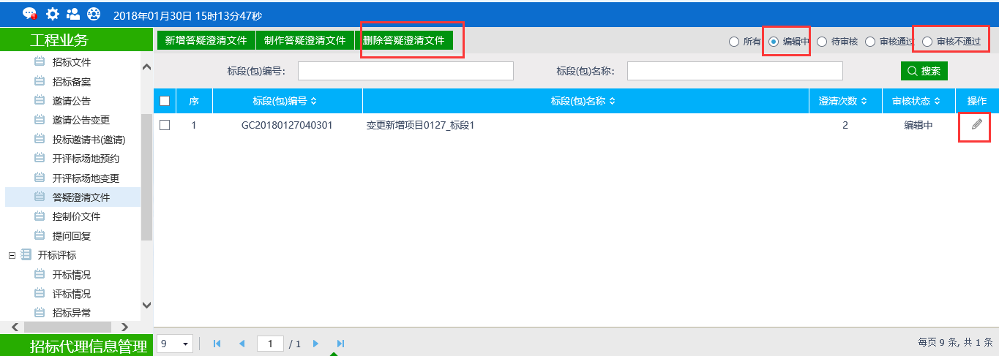 2018年01月30日 15时13分47秒
工程业务
招标文件
招标备案
邀请公告
邀请公告变更
投标邀请书(邀请)
开评标场地预约
开评标场地变更
答疑澄清文件
控制价文件
提问回复
开标评标
开标情况
评标情况
招标异常
招标代理信息管理
新增答疑澄清文件 制作答疑澄清文件 删除答疑澄清文件
所有 编辑中 待审核 审核通过 审核不通过
标段(包)编号: 标段(包)名称: 搜索
序 标段(包)编号 标段(包)名称 澄清次数 审核状态 操作
1 GC20180127040301 变更新增项目0127_标段1 2 编辑中
9 1 / 1 每页 9 条, 共 1 条